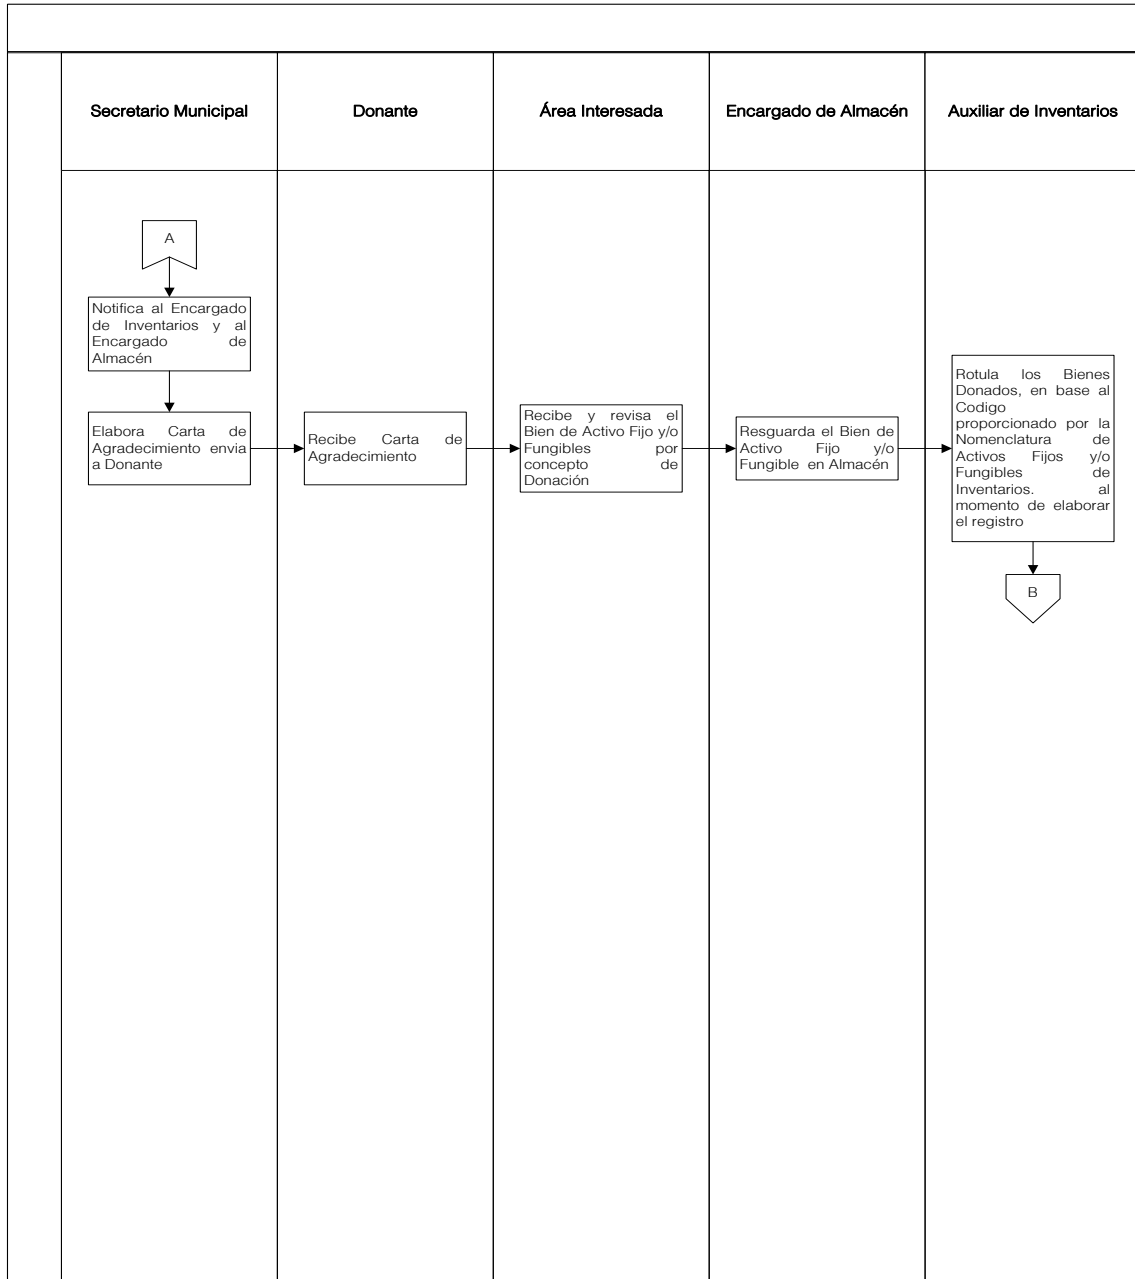 Secretario Municipal
Donante
Área Interesada
Encargado de Almacén
Auxiliar de Inventarios
A
Notifica al Encargado
de Inventarios y al
Encargado de
Almacén
Elabora Carta de
Agradecimiento envia
a Donante
Recibe Carta de
Agradecimiento
Recibe y revisa el
Bien de Activo Fijo y/o
Fungibles por
concepto de
Donación
Resguarda el Bien de
Activo Fijo y/o
Fungible en Almacén
Rotula los Bienes
Donados, en base al
Codigo
proporcionado por la
Nomenclatura de
Activos Fijos y/o
Fungibles de
Inventarios. al
momento de elaborar
el registro
B